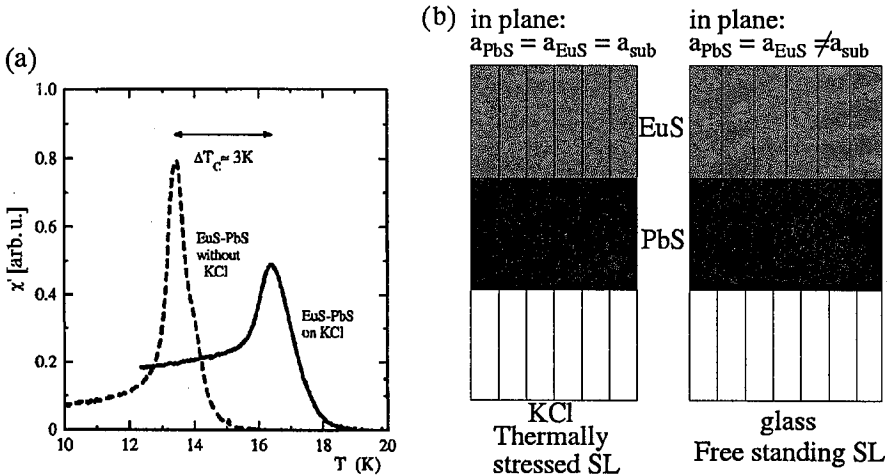 (a)
1.0
0.8
0.6
0.4
0.2
0
χ' [arb. u.]
ΔT_C ≈ 3K
EuS-PbS
without
KCl
EuS-PbS
on KCl
10 12 14 16 18 20
T (K)
(b)
in plane:
a_PbS = a_EuS = a_sub
in plane:
a_PbS = a_EuS ≠ a_sub
EuS
PbS
KCl
Thermally
stressed SL
glass
Free standing SL